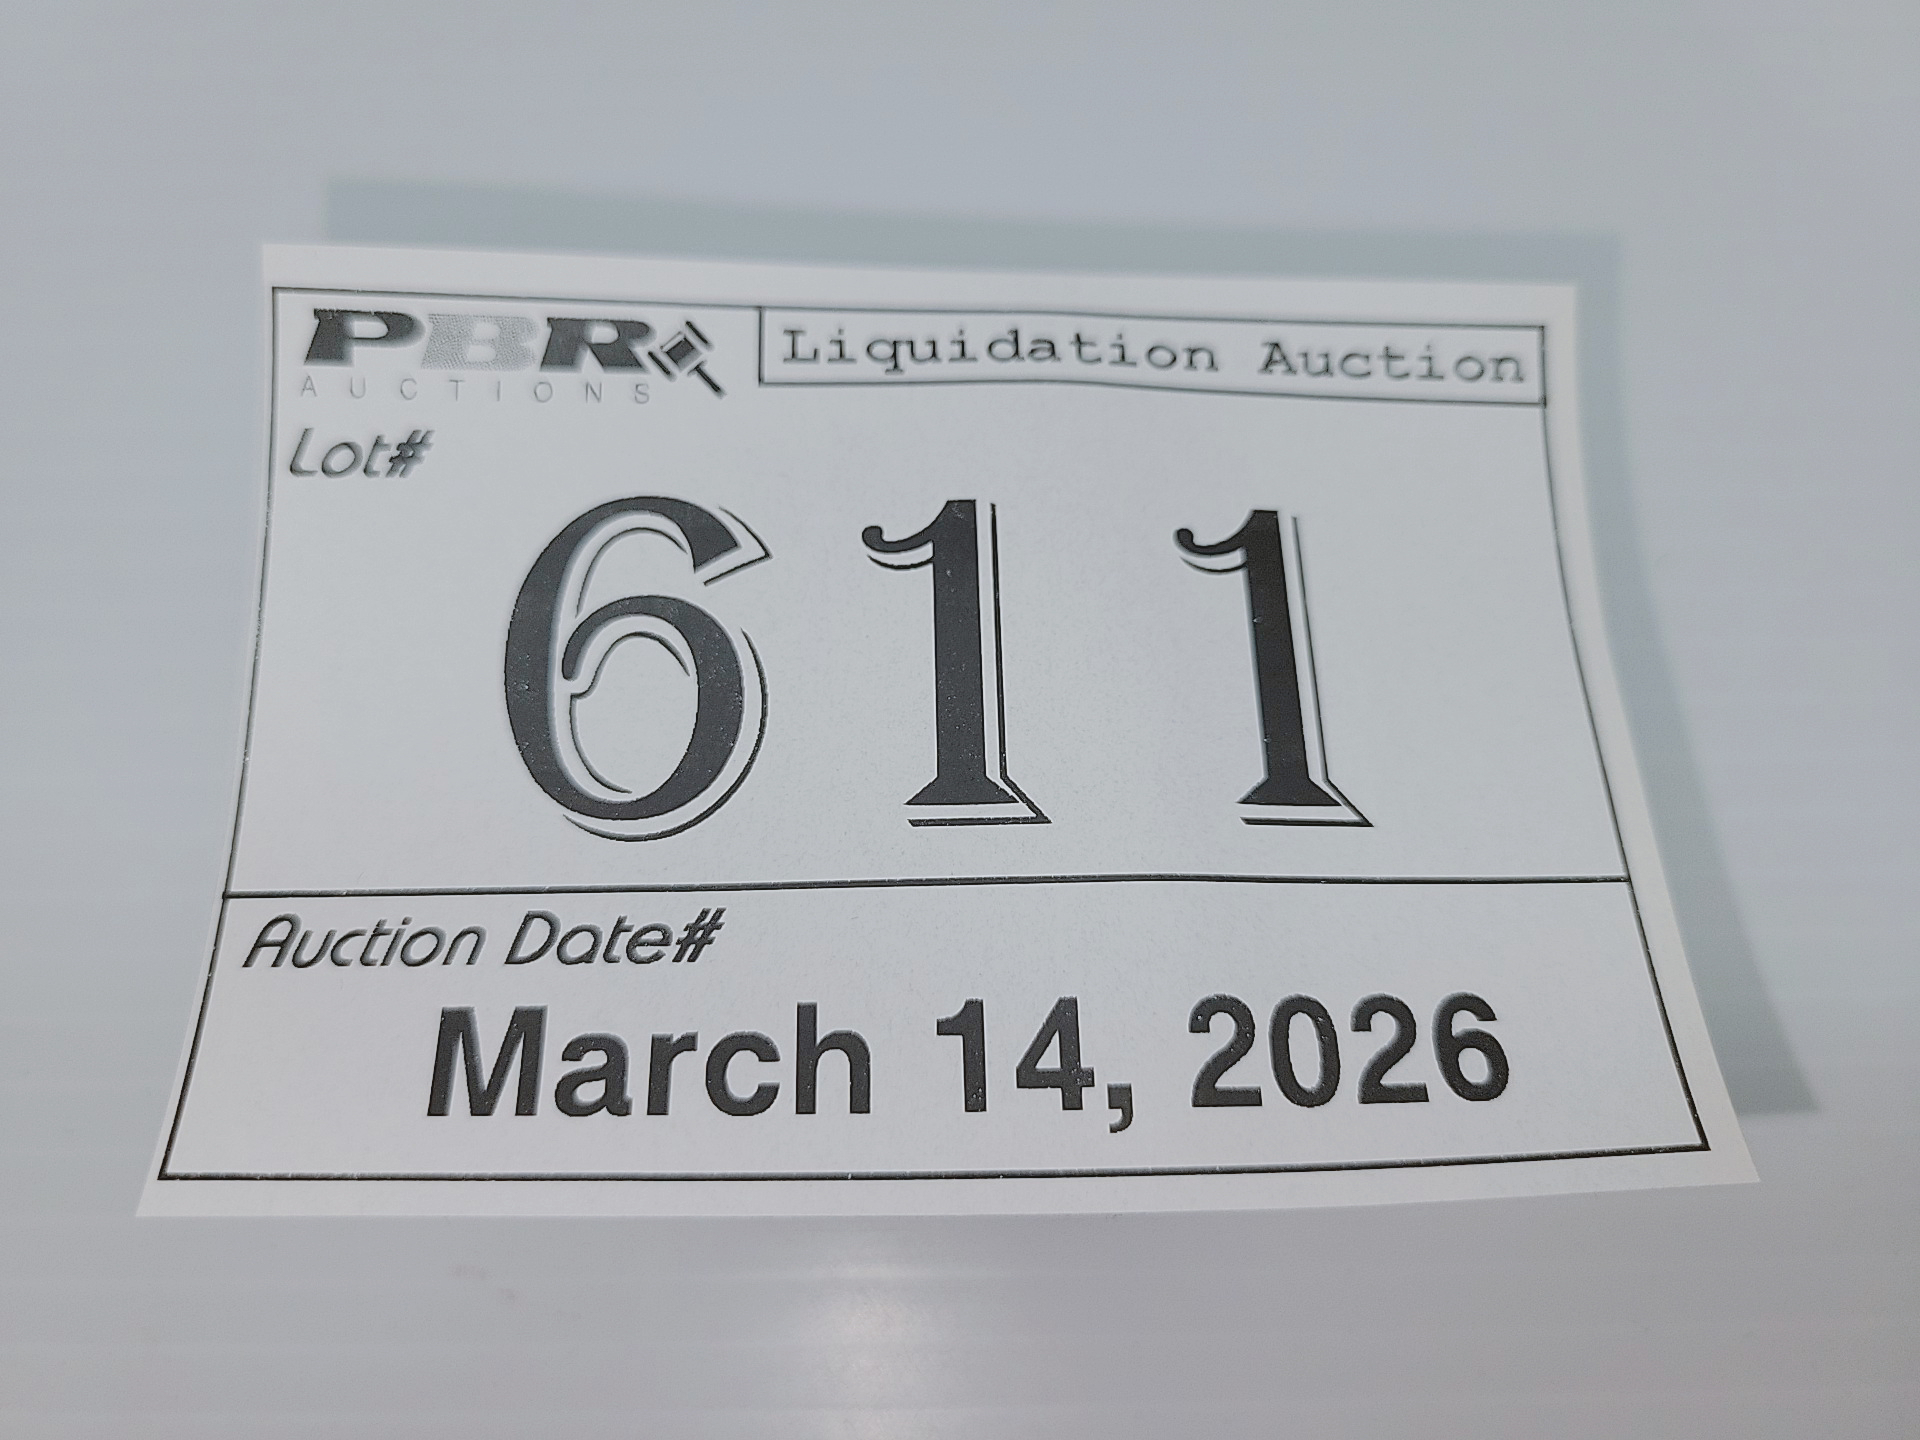 PBR
AUCTIONS
Liquidation Auction
Lot#
611
Auction Date#
March 14, 2026